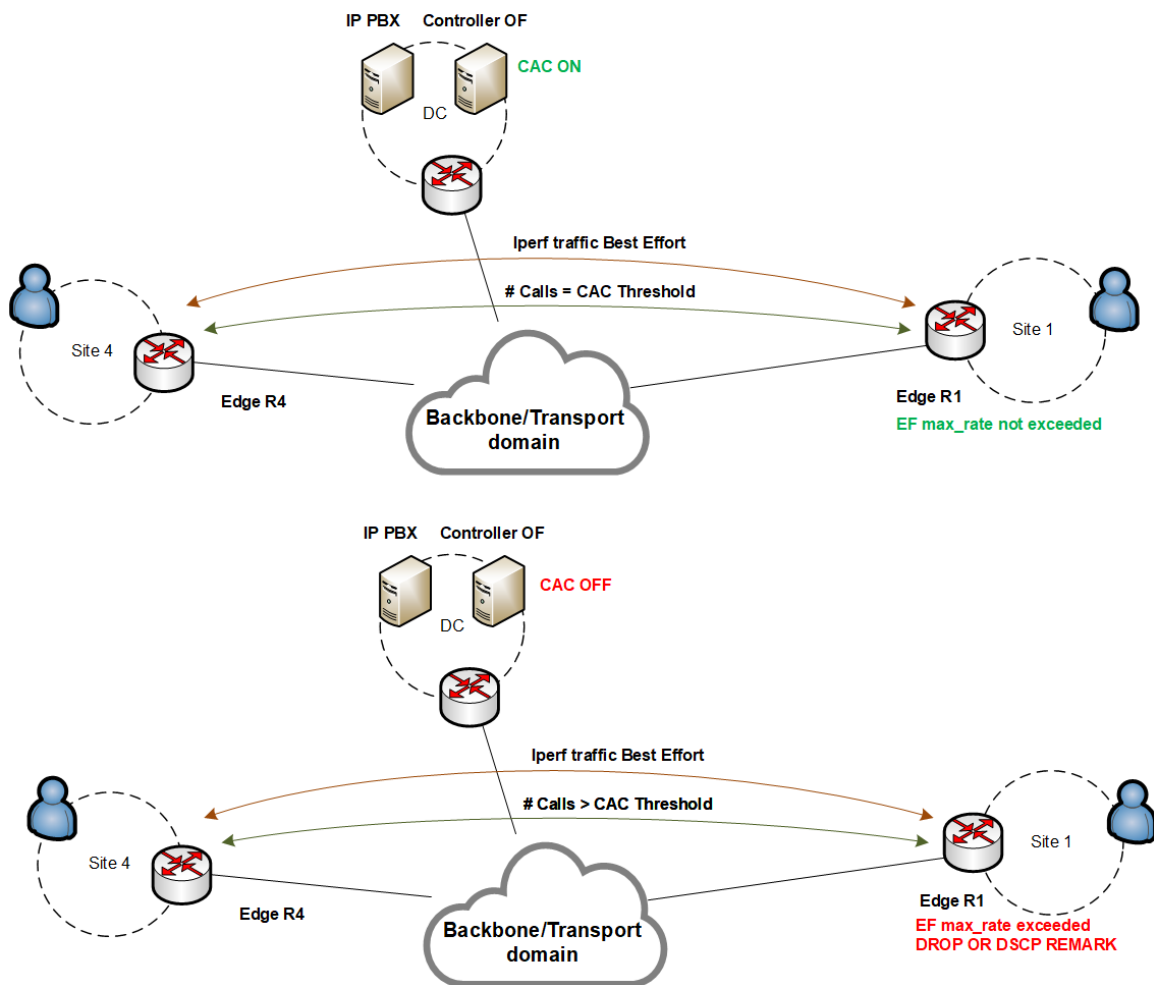 IP PBX Controller OF
CAC ON
DC
Iperf traffic Best Effort
# Calls = CAC Threshold
Site 4
Site 1
Edge R4
Edge R1
Backbone/Transport
domain
EF max_rate not exceeded
IP PBX Controller OF
CAC OFF
DC
Iperf traffic Best Effort
# Calls > CAC Threshold
Site 4
Site 1
Edge R4
Edge R1
Backbone/Transport
domain
EF max_rate exceeded
DROP OR DSCP REMARK